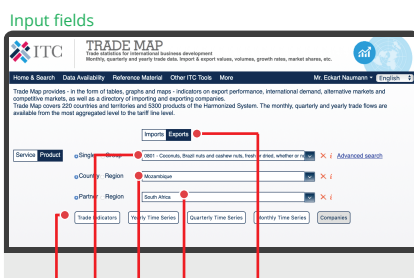 Input fields
ITC
TRADE MAP
Trade statistics for international business development
Monthly, quarterly and yearly trade data. Import & export values, volumes, growth rates, market shares, etc.
Home & Search Data Availability Reference Material Other ITC Tools More Mr. Eckart Naumann English
Trade Map provides - in the form of tables, graphs and maps - indicators on export performance, international demand, alternative markets and
competitive markets, as well as a directory of importing and exporting companies.
Trade Map covers 220 countries and territories and 5300 products of the Harmonized System. The monthly, quarterly and yearly trade flows are
available from the most aggregated level to the tariff line level.
Imports Exports
Service Product Single Group 0801 - Coconuts, Brazil nuts and cashew nuts, fresh or dried, whether or n Advanced search
Country Region Mozambique
Partner Region South Africa
Trade Indicators Yearly Time Series Quarterly Time Series Monthly Time Series Companies